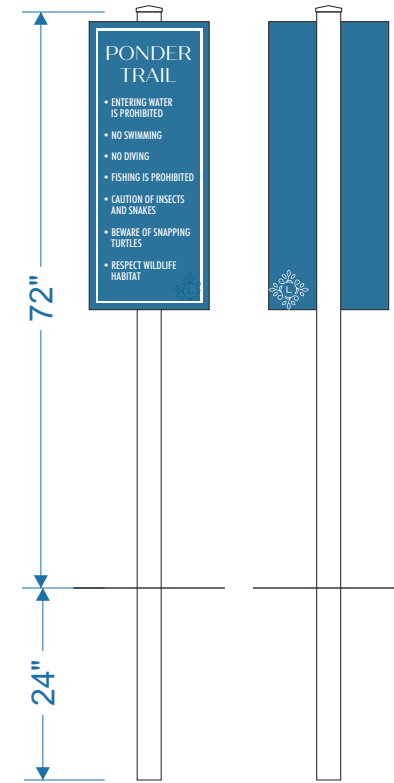 PONDER
TRAIL
• ENTERING WATER
IS PROHIBITED
• NO SWIMMING
• NO DIVING
• FISHING IS PROHIBITED
• CAUTION OF INSECTS
AND SNAKES
• BEWARE OF SNAPPING
TURTLES
• RESPECT WILDLIFE
HABITAT
L
L
72"
24"